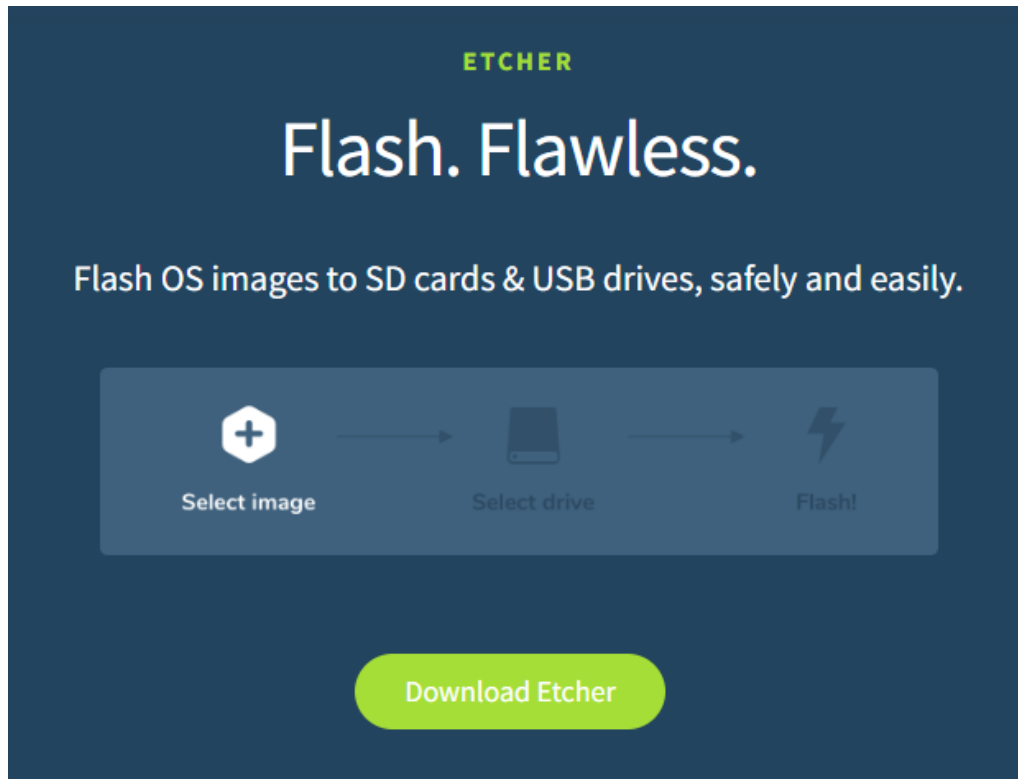 ETCHER
Flash. Flawless.
Flash OS images to SD cards & USB drives, safely and easily.
Select image
Select drive
Flash!
Download Etcher